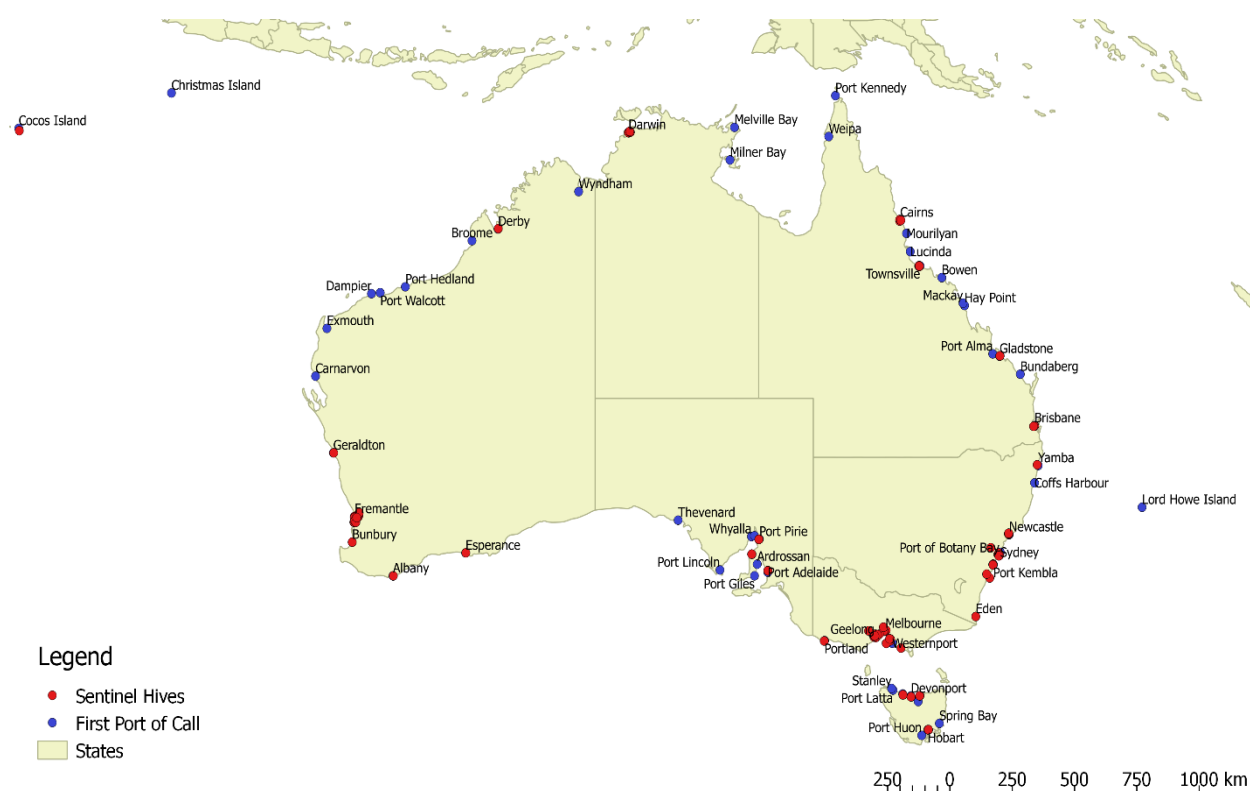 Christmas Island
Cocos Island
Port Kennedy
Darwin
Melville Bay
Weipa
Milner Bay
Wyndham
Cairns
Derby
Broome
Mourilyan
Lucinda
Townsville
Bowen
Port Hedland
Dampier
Port Walcott
Mackay
Hay Point
Exmouth
Port Alma
Gladstone
Carnarvon
Bundaberg
Brisbane
Geraldton
Yamba
Coffs Harbour
Lord Howe Island
Fremantle
Thevenard
Bunbury
Whyalla
Port Pirie
Newcastle
Esperance
Port of Botany Bay
Sydney
Albany
Port Lincoln
Ardrossan
Port Adelaide
Port Giles
Port Kembla
Eden
Geelong
Melbourne
Portland
Westernport
Stanley
Devonport
Port Latta
Spring Bay
Port Huon
Hobart
Legend
Sentinel Hives
First Port of Call
States
250 0 250 500 750 1000 km